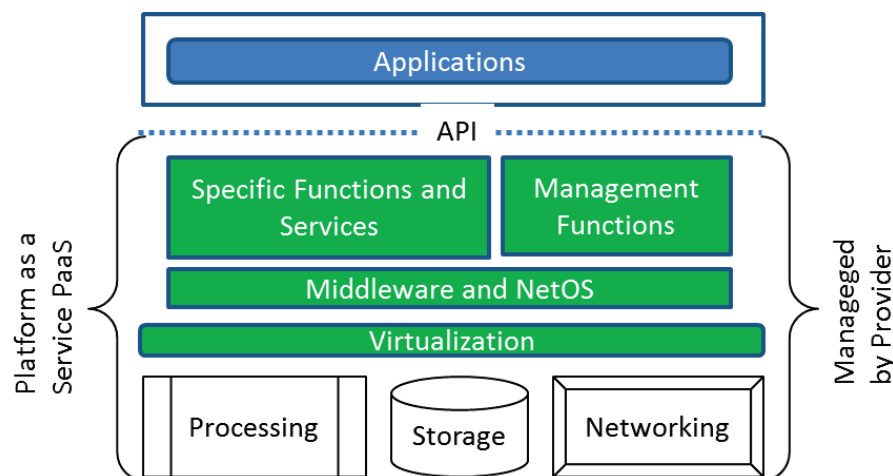 Applications
API
Specific Functions and
Services
Management
Functions
Middleware and NetOS
Virtualization
Processing
Storage
Networking
Platform as a
Service PaaS
Manageged
by Provider